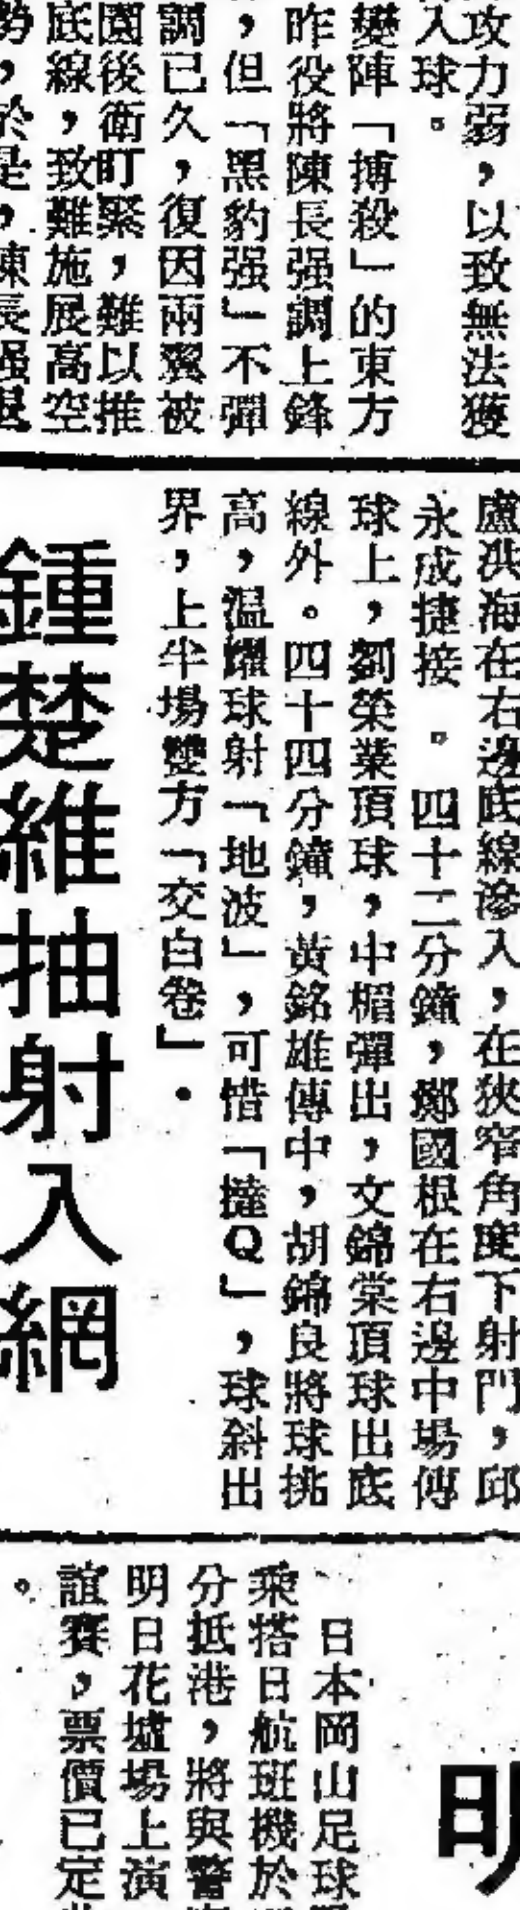 攻力弱，以致無法獲
入球。
變陣「搏殺」的東方
昨役將陳長强調上鋒
，但「黑豹强」不彈
調已久，復因兩翼被
園後衛盯緊，難以推
底線，致難施展高空
勢，於是，陳長强退
盧洪海在右邊底線滲入，在狹窄角度下射門，邱
永成捷接。四十二分鐘，鄭國根在右邊中場傳
球上，劉榮業頂球，中楣彈出，文錦棠頂球出底
線外。四十四分鐘，黃銘雄傳中，胡錦良將球挑
高，溫耀球射「地波」，可惜「撻Q」，球斜出
界，上半場雙方「交白卷」．
鍾楚維抽射入網
明
日本岡山足球
乘搭日航班機於
分抵港，將與警
明日花墟場上演
誼賽，票價已定
。